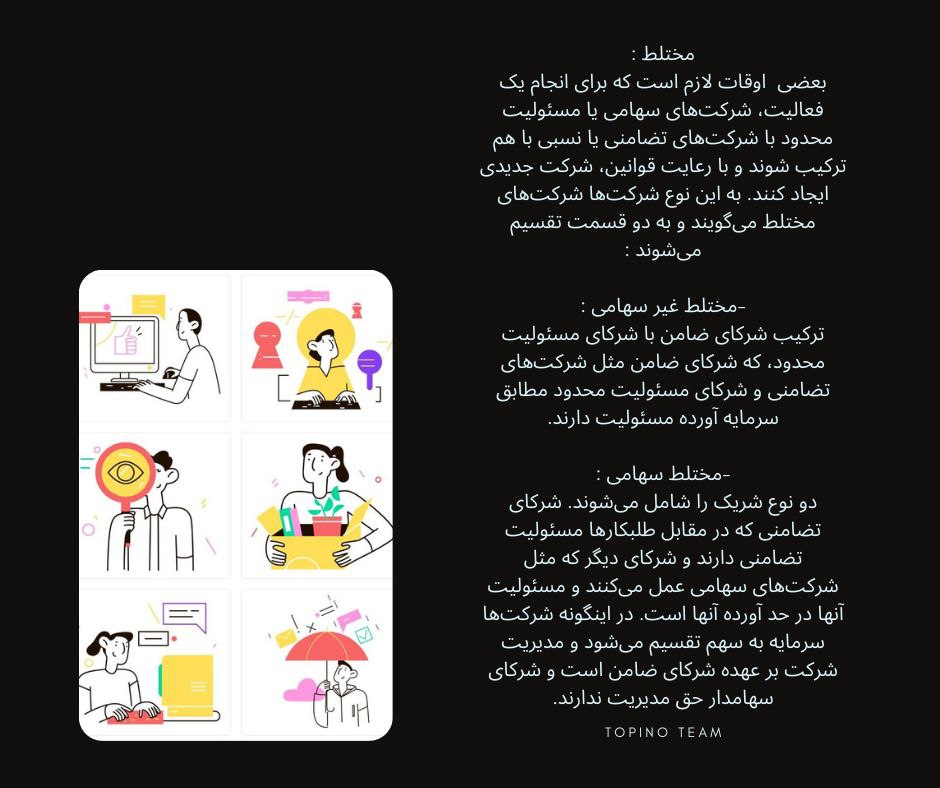 مختلط :
بعضی  اوقات لازم است که برای انجام یک
فعالیت، شرکت‌های سهامی یا مسئولیت
محدود با شرکت‌های تضامنی یا نسبی با هم
ترکیب شوند و با رعایت قوانین، شرکت جدیدی
ایجاد کنند. به این نوع شرکت‌ها شرکت‌های
مختلط می‌گویند و به دو قسمت تقسیم
می‌شوند :
-مختلط غیر سهامی :
ترکیب شرکای ضامن با شرکای مسئولیت
محدود، که شرکای ضامن مثل شرکت‌های
تضامنی و شرکای مسئولیت محدود مطابق
سرمایه آورده مسئولیت دارند.
-مختلط سهامی :
دو نوع شریک را شامل می‌شوند. شرکای
تضامنی که در مقابل طلبکارها مسئولیت
تضامنی دارند و شرکای دیگر که مثل
شرکت‌های سهامی عمل می‌کنند و مسئولیت
آنها در حد آورده آنها است. در اینگونه شرکت‌ها
سرمایه به سهم تقسیم می‌شود و مدیریت
شرکت بر عهده شرکای ضامن است و شرکای
سهامدار حق مدیریت ندارند.
TOPINO TEAM